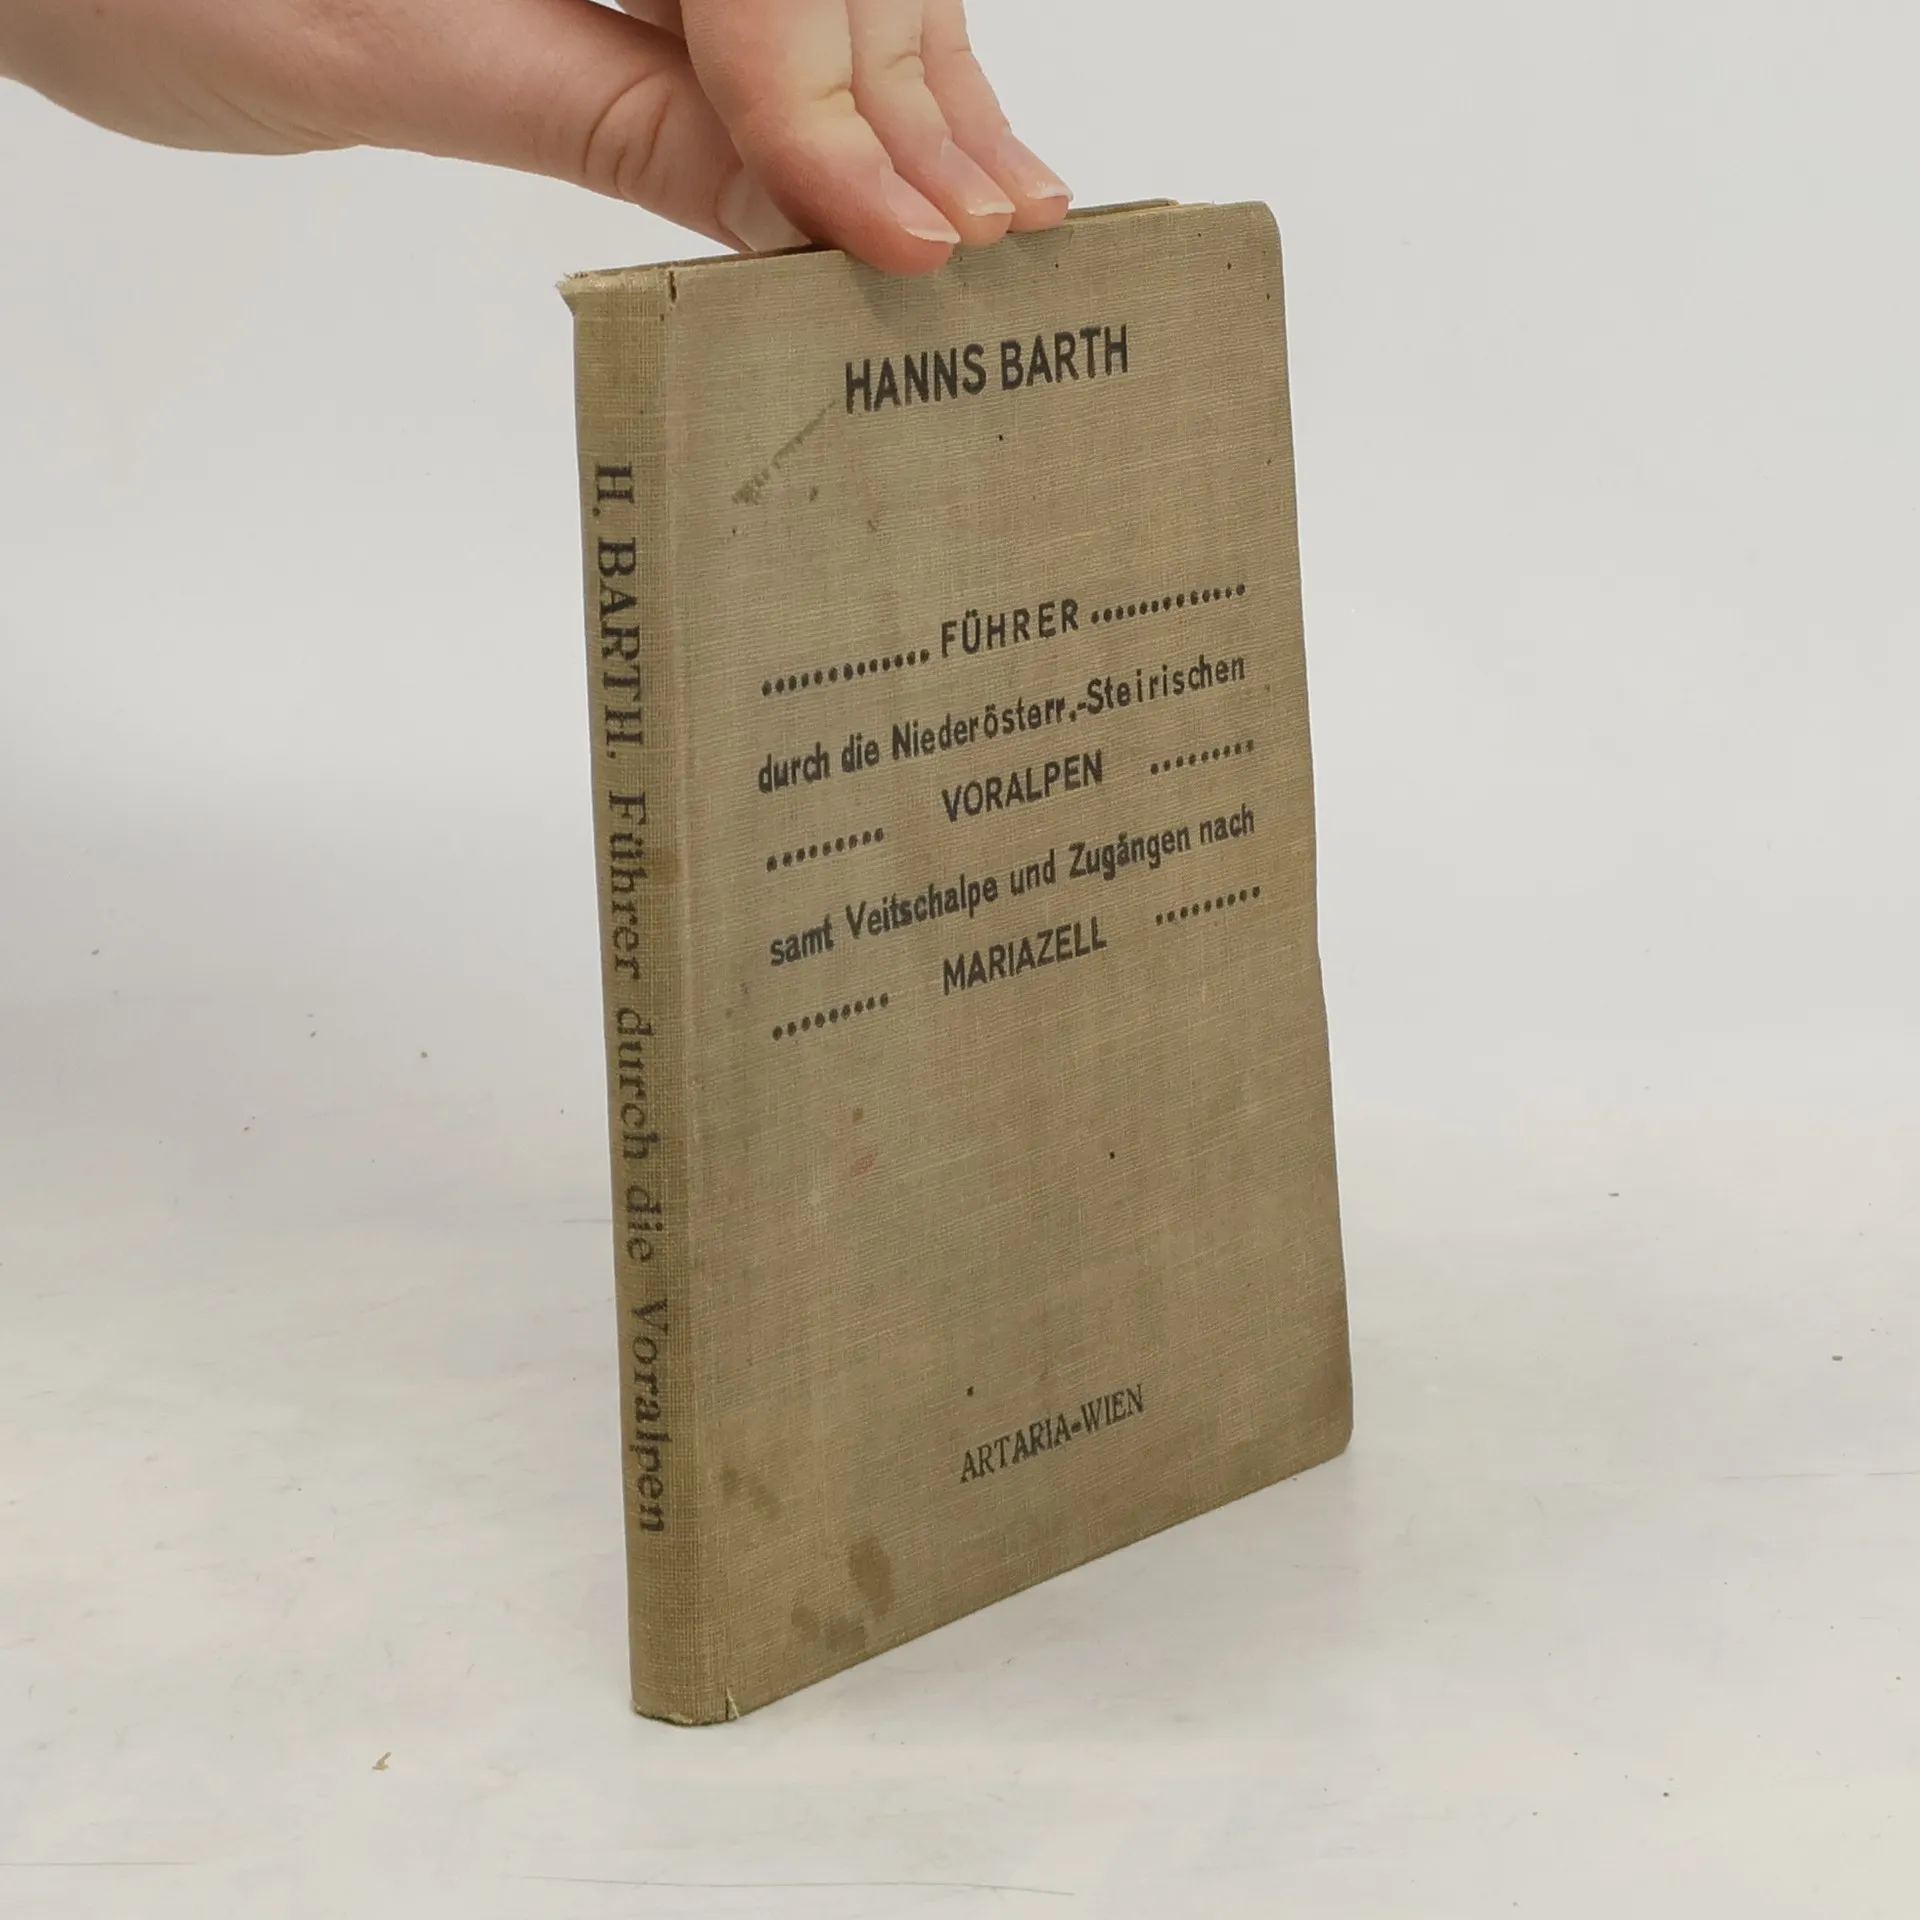 HANNS BARTH
............. FÜHRER .............
durch die Niederösterr.-Steirischen
......... VORALPEN .........
samt Veitschalpe und Zugängen nach
......... MARIAZELL .........
ARTARIA-WIEN
H. BARTH. Führer durch die Voralpen